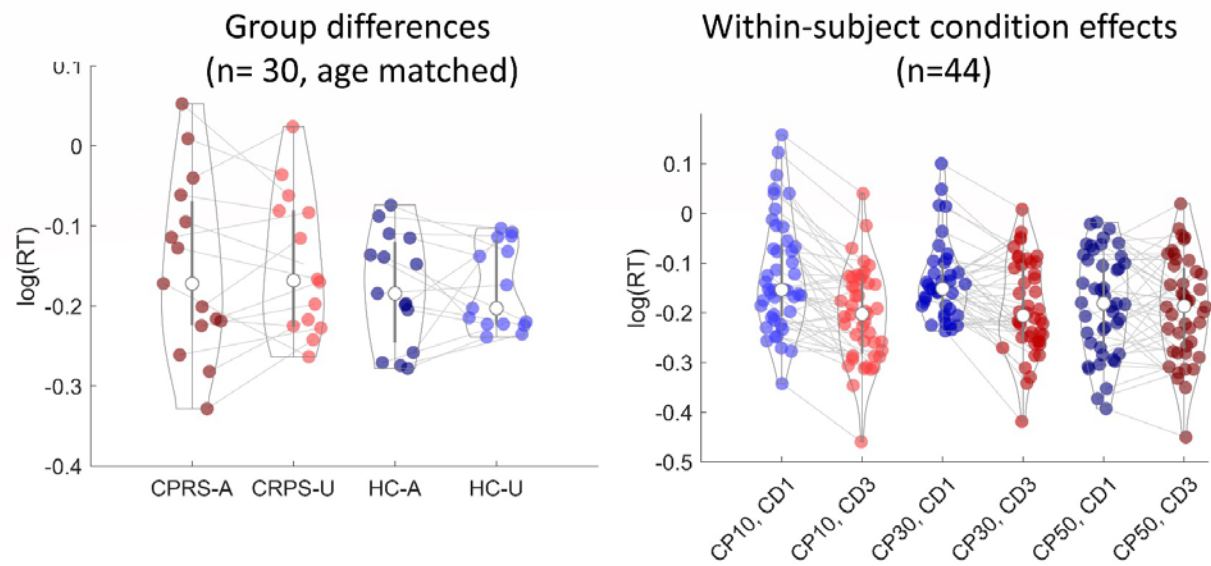 Group differences
(n= 30, age matched)
Within-subject condition effects
(n=44)
log(RT)
0.1
0
-0.1
-0.2
-0.3
-0.4
CPRS-A
CRPS-U
HC-A
HC-U
log(RT)
0.1
0
-0.1
-0.2
-0.3
-0.4
-0.5
CP10, CD1
CP10, CD3
CP30, CD1
CP30, CD3
CP50, CD1
CP50, CD3